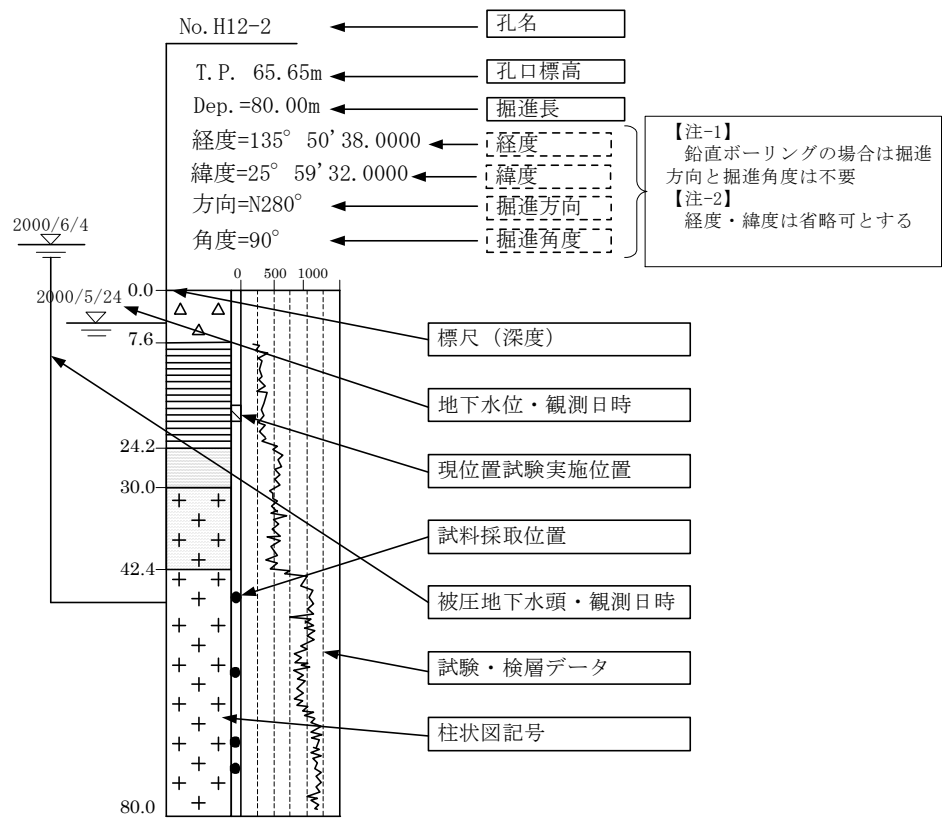 No.H12-2
孔名
T.P. 65.65m
孔口標高
Dep.=80.00m
掘進長
経度=135° 50'38.0000
経度
緯度=25° 59'32.0000
緯度
方向=N280°
掘進方向
角度=90°
掘進角度
【注-1】
鉛直ボーリングの場合は掘進
方向と掘進角度は不要
【注-2】
経度・緯度は省略可とする
2000/6/4
0 500 1000
2000/5/24
0.0
7.6
24.2
30.0
42.4
80.0
標尺（深度）
地下水位・観測日時
現位置試験実施位置
試料採取位置
被圧地下水頭・観測日時
試験・検層データ
柱状図記号